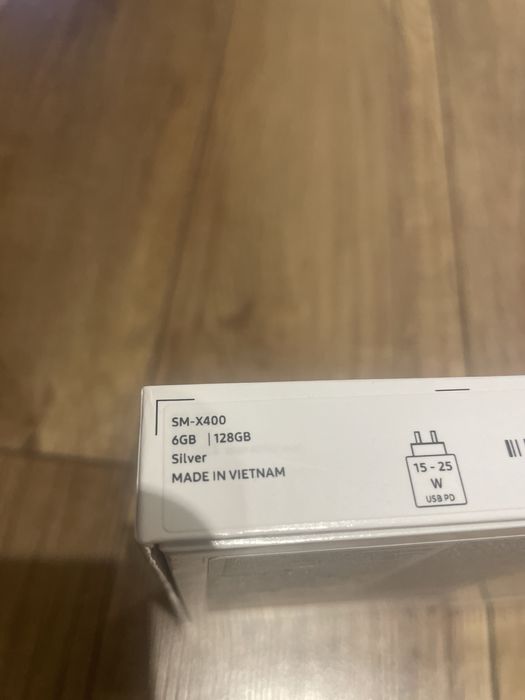 SM-X400
6GB | 128GB
Silver
MADE IN VIETNAM
15 - 25
W
USB PD